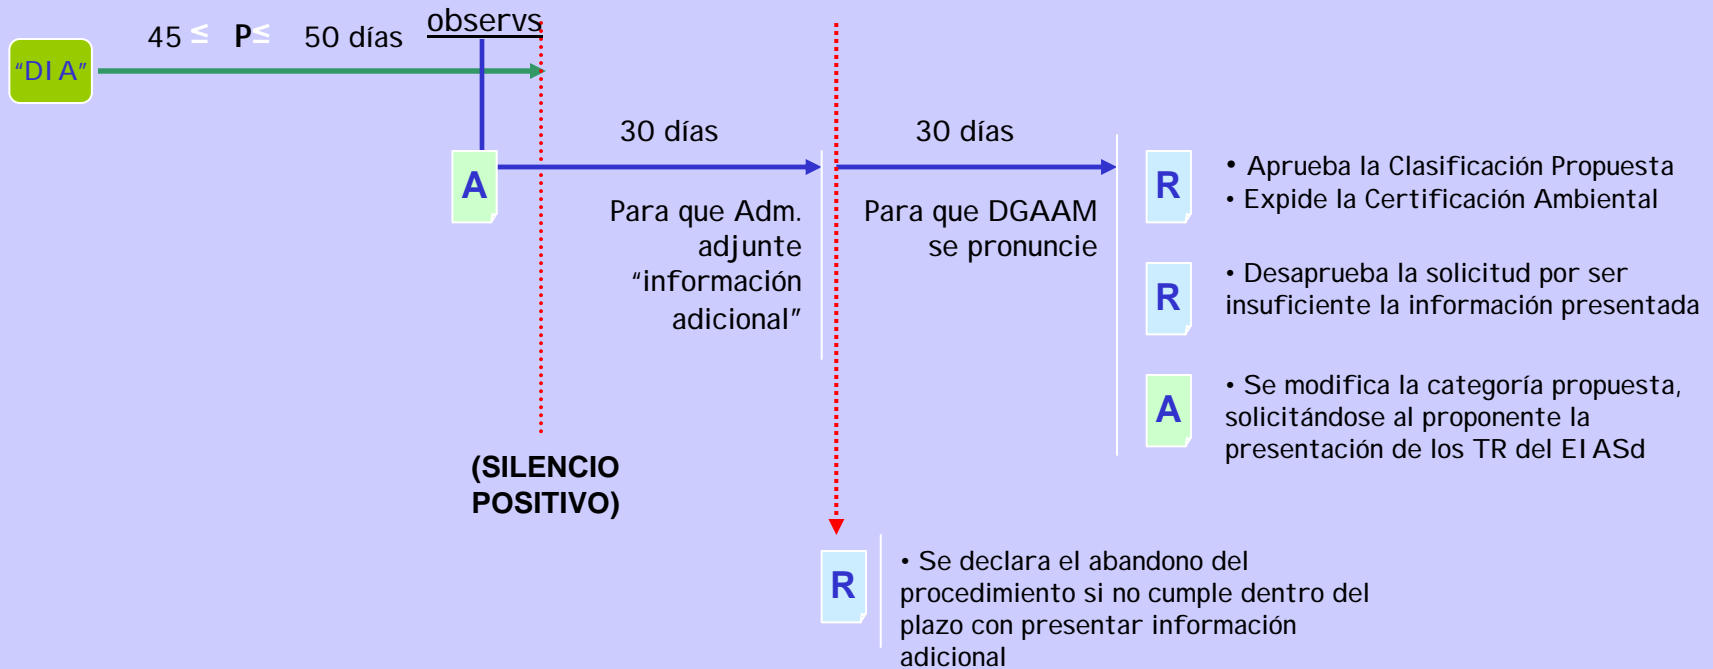 observs
45 ≤ P≤ 50 días
"DIA"
30 días
30 días
A
Para que Adm.
adjunte
"información
adicional"
Para que DGAAM
se pronuncie
R
• Aprueba la Clasificación Propuesta
• Expide la Certificación Ambiental
R
• Desaprueba la solicitud por ser
insuficiente la información presentada
A
• Se modifica la categoría propuesta,
solicitándose al proponente la
presentación de los TR del EIASd
(SILENCIO
POSITIVO)
R
• Se declara el abandono del
procedimiento si no cumple dentro del
plazo con presentar información
adicional